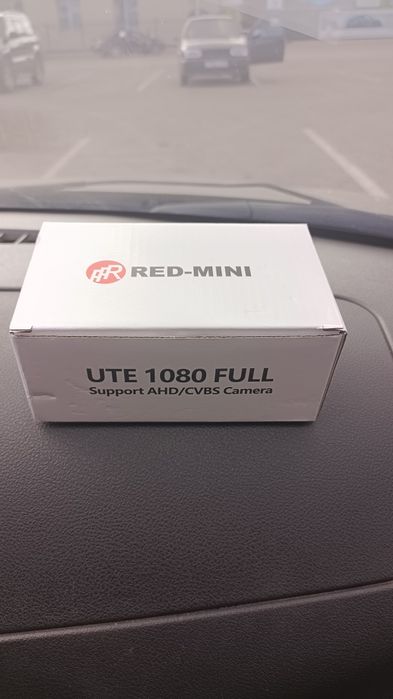 RED-MINI
UTE 1080 FULL
Support AHD/CVBS Camera